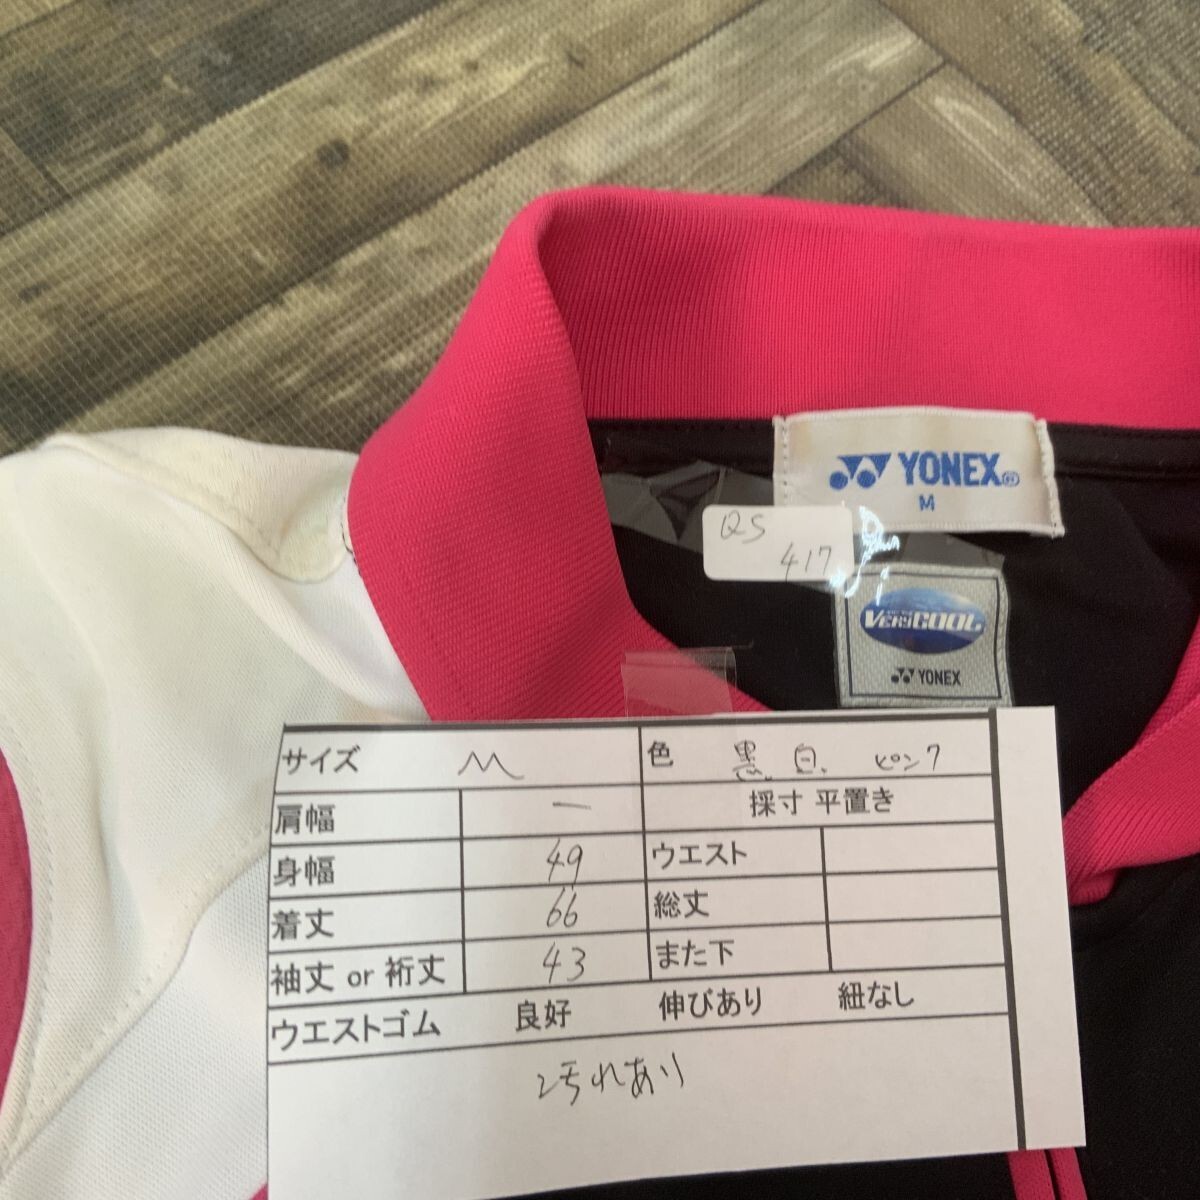 YONEX®
M
QS
417
VERYCOOL
YONEX
サイズ M 色 黒、白、ピンク
肩幅 ー 採寸 平置き
身幅 49 ウエスト
着丈 66 総丈
袖丈 or 裄丈 43 また下
ウエストゴム 良好 伸びあり 紐なし
汚れあり